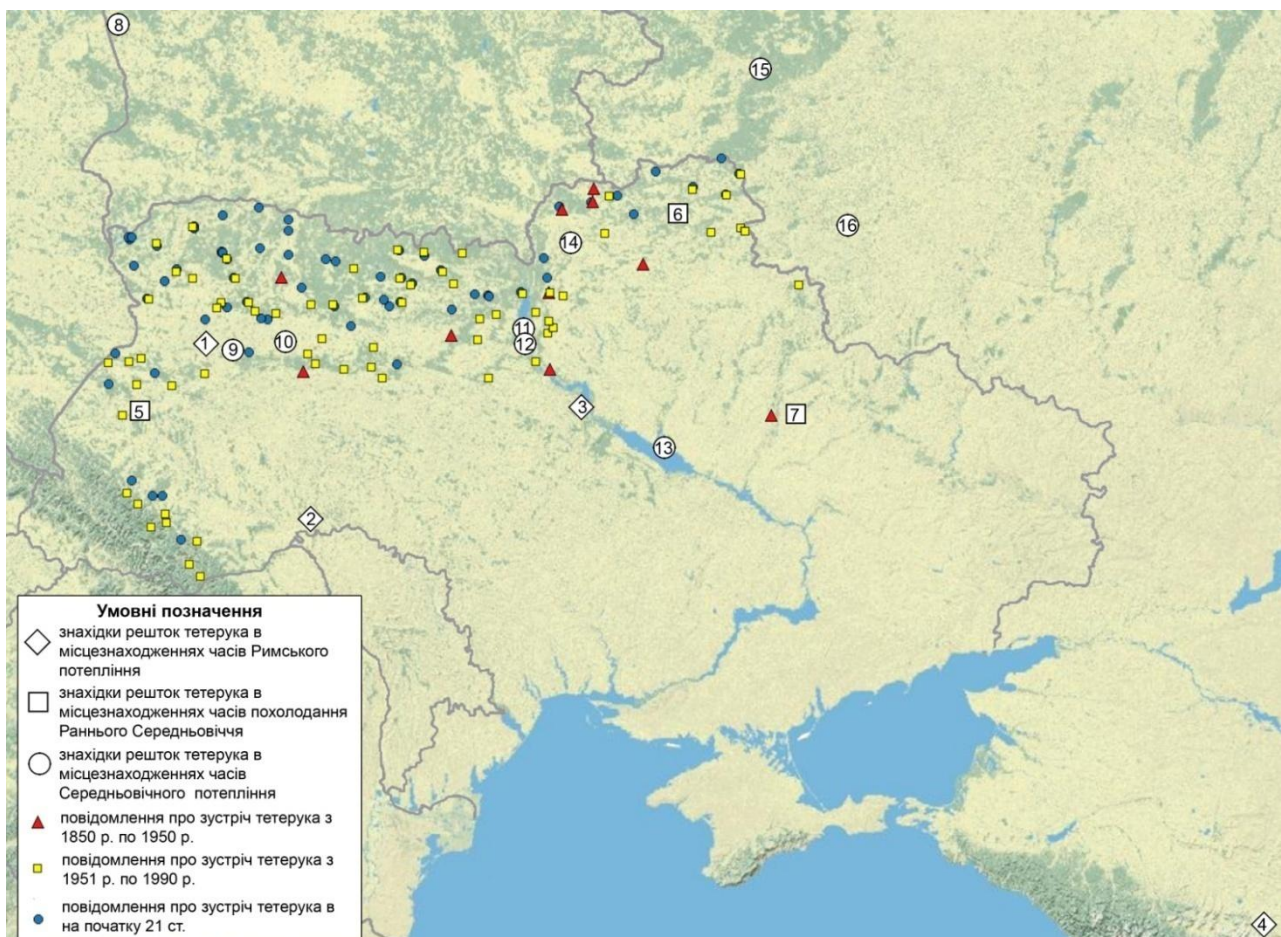 8
15
6
16
14
1
9
10
11
12
5
3
7
13
2
Умовні позначення
знахідки решток тетерука в
місцезнаходженнях часів Римського
потепління
знахідки решток тетерука в
місцезнаходженнях часів похолодання
Раннього Середньовіччя
знахідки решток тетерука в
місцезнаходженнях часів
Середньовічного потепління
повідомлення про зустріч тетерука з
1850 р. по 1950 р.
повідомлення про зустріч тетерука з
1951 р. по 1990 р.
повідомлення про зустріч тетерука в
на початку 21 ст.
4